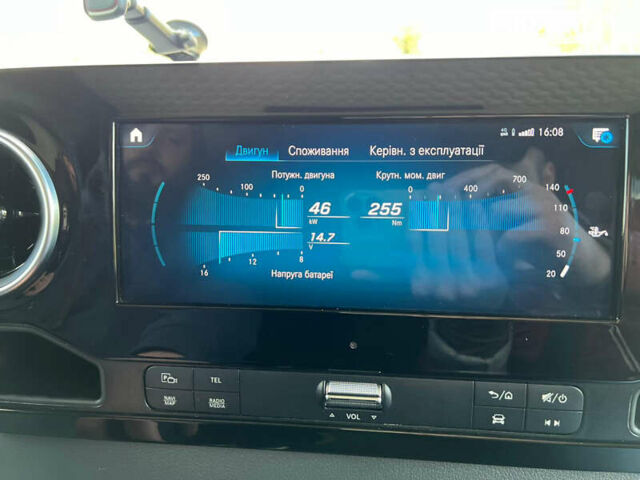 4G 16:08
Двигун Споживання Керівн. з експлуатації
Потужн. двигуна Крутн. мом. двиг
250 100 0 0 400 700 140
46 kW 255 Nm 110
14.7 V 80
16 12 8 20
Напруга батареї
P TEL
NAVI MAP RADIO MEDIA
VOL